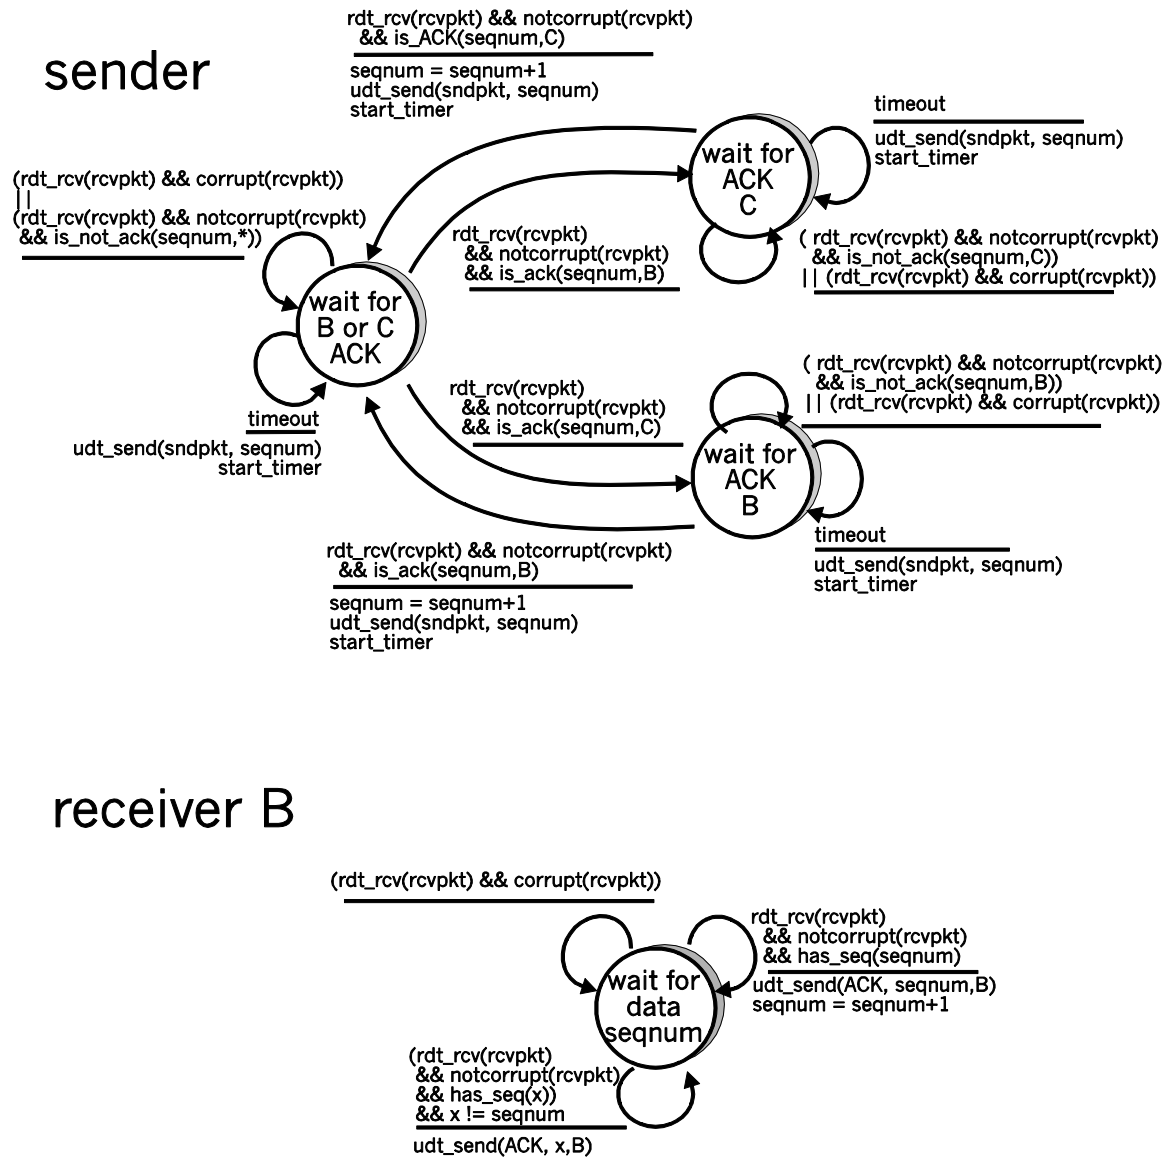 sender
rdt_rcv(rcvpkt) && notcorrupt(rcvpkt)
&& is_ACK(seqnum,C)
seqnum = seqnum+1
udt_send(sndpkt, seqnum)
start_timer
timeout
udt_send(sndpkt, seqnum)
start_timer
wait for
ACK
C
(rdt_rcv(rcvpkt) && corrupt(rcvpkt))
||
(rdt_rcv(rcvpkt) && notcorrupt(rcvpkt)
&& is_not_ack(seqnum,*))
rdt_rcv(rcvpkt)
&& notcorrupt(rcvpkt)
&& is_ack(seqnum,B)
( rdt_rcv(rcvpkt) && notcorrupt(rcvpkt)
&& is_not_ack(seqnum,C))
|| (rdt_rcv(rcvpkt) && corrupt(rcvpkt))
wait for
B or C
ACK
timeout
udt_send(sndpkt, seqnum)
start_timer
rdt_rcv(rcvpkt)
&& notcorrupt(rcvpkt)
&& is_ack(seqnum,C)
( rdt_rcv(rcvpkt) && notcorrupt(rcvpkt)
&& is_not_ack(seqnum,B))
|| (rdt_rcv(rcvpkt) && corrupt(rcvpkt))
wait for
ACK
B
timeout
udt_send(sndpkt, seqnum)
start_timer
rdt_rcv(rcvpkt) && notcorrupt(rcvpkt)
&& is_ack(seqnum,B)
seqnum = seqnum+1
udt_send(sndpkt, seqnum)
start_timer
receiver B
(rdt_rcv(rcvpkt) && corrupt(rcvpkt))
rdt_rcv(rcvpkt)
&& notcorrupt(rcvpkt)
&& has_seq(seqnum)
udt_send(ACK, seqnum,B)
seqnum = seqnum+1
wait for
data
seqnum
(rdt_rcv(rcvpkt)
&& notcorrupt(rcvpkt)
&& has_seq(x))
&& x != seqnum
udt_send(ACK, x,B)